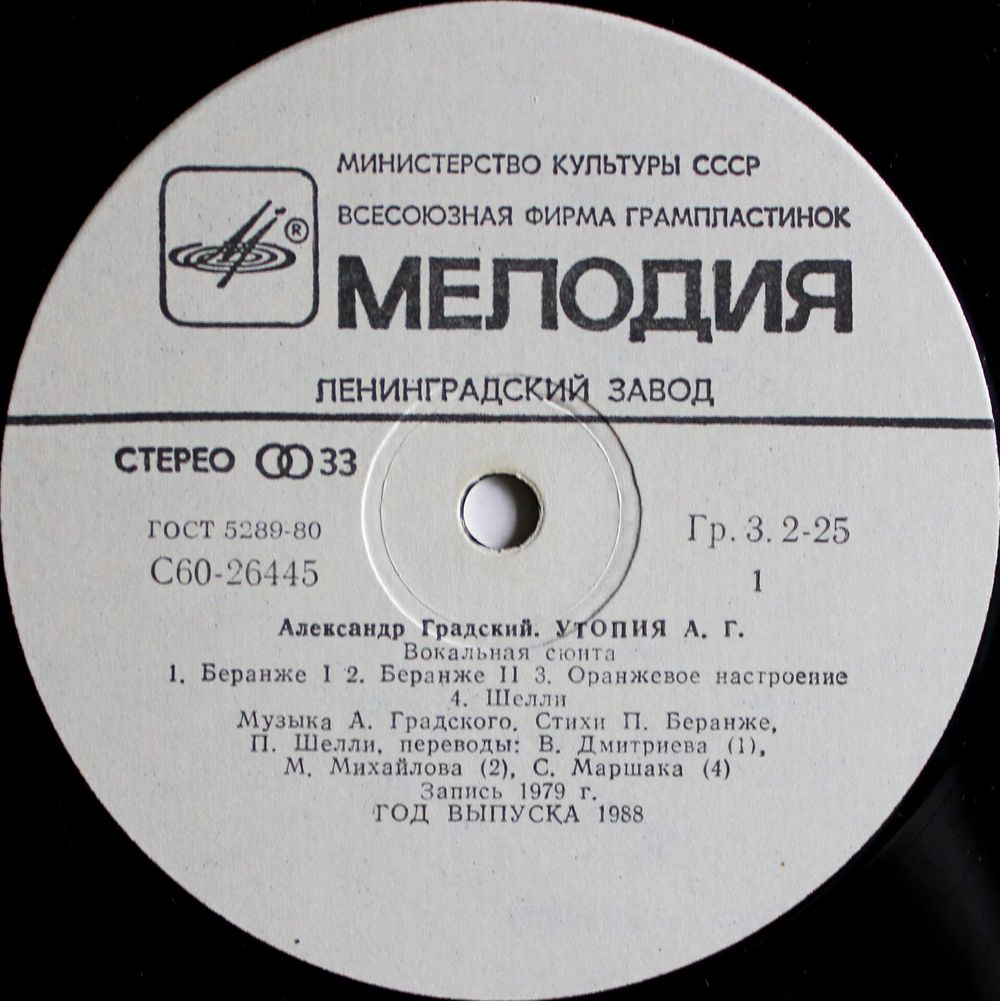 МИНИСТЕРСТВО КУЛЬТУРЫ СССР
ВСЕСОЮЗНАЯ ФИРМА ГРАМПЛАСТИНОК
®
МЕЛОДИЯ
ЛЕНИНГРАДСКИЙ ЗАВОД
СТЕРЕО 33
ГОСТ 5289-80
Гр. 3. 2-25
С60-26445
1
Александр Градский. УТОПИЯ А. Г.
Вокальная сюита
1. Беранже I 2. Беранже II 3. Оранжевое настроение
4. Шелли
Музыка А. Градского. Стихи П. Беранже,
П. Шелли, переводы: В. Дмитриева (1),
М. Михайлова (2), С. Маршака (4)
Запись 1979 г.
ГОД ВЫПУСКА 1988